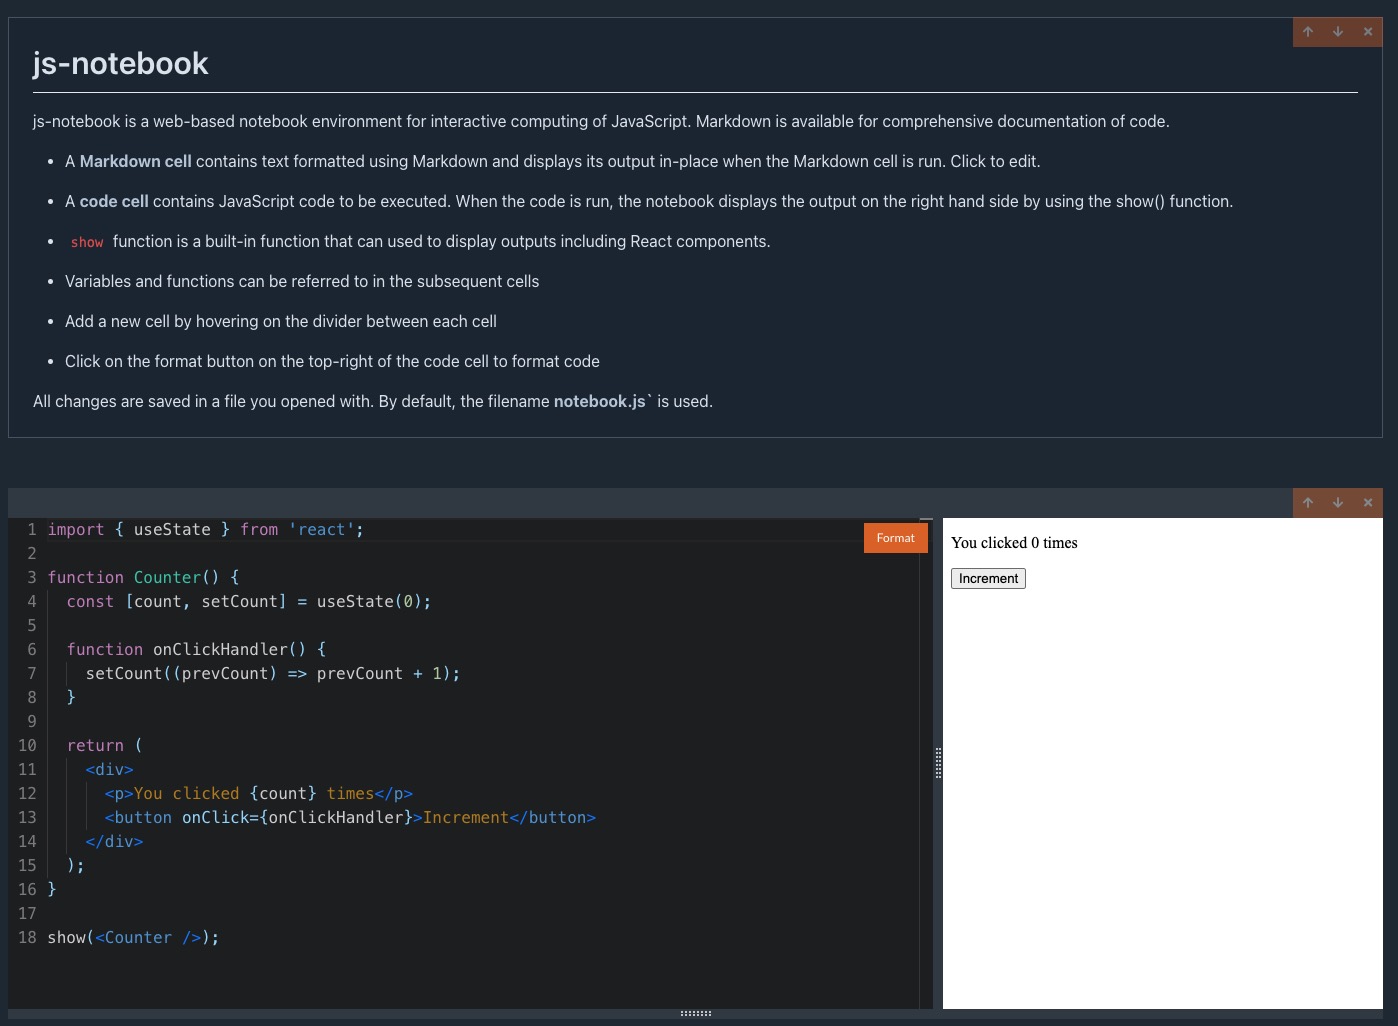 js-notebook
js-notebook is a web-based notebook environment for interactive computing of JavaScript. Markdown is available for comprehensive documentation of code.
• A Markdown cell contains text formatted using Markdown and displays its output in-place when the Markdown cell is run. Click to edit.
• A code cell contains JavaScript code to be executed. When the code is run, the notebook displays the output on the right hand side by using the show() function.
• show function is a built-in function that can used to display outputs including React components.
• Variables and functions can be referred to in the subsequent cells
• Add a new cell by hovering on the divider between each cell
• Click on the format button on the top-right of the code cell to format code
All changes are saved in a file you opened with. By default, the filename notebook.js` is used.
1 import { useState } from 'react';
Format
2
3 function Counter() {
4   const [count, setCount] = useState(0);
5
6   function onClickHandler() {
7     setCount((prevCount) => prevCount + 1);
8   }
9
10   return (
11     <div>
12       <p>You clicked {count} times</p>
13       <button onClick={onClickHandler}>Increment</button>
14     </div>
15   );
16 }
17
18 show(<Counter />);
You clicked 0 times
Increment